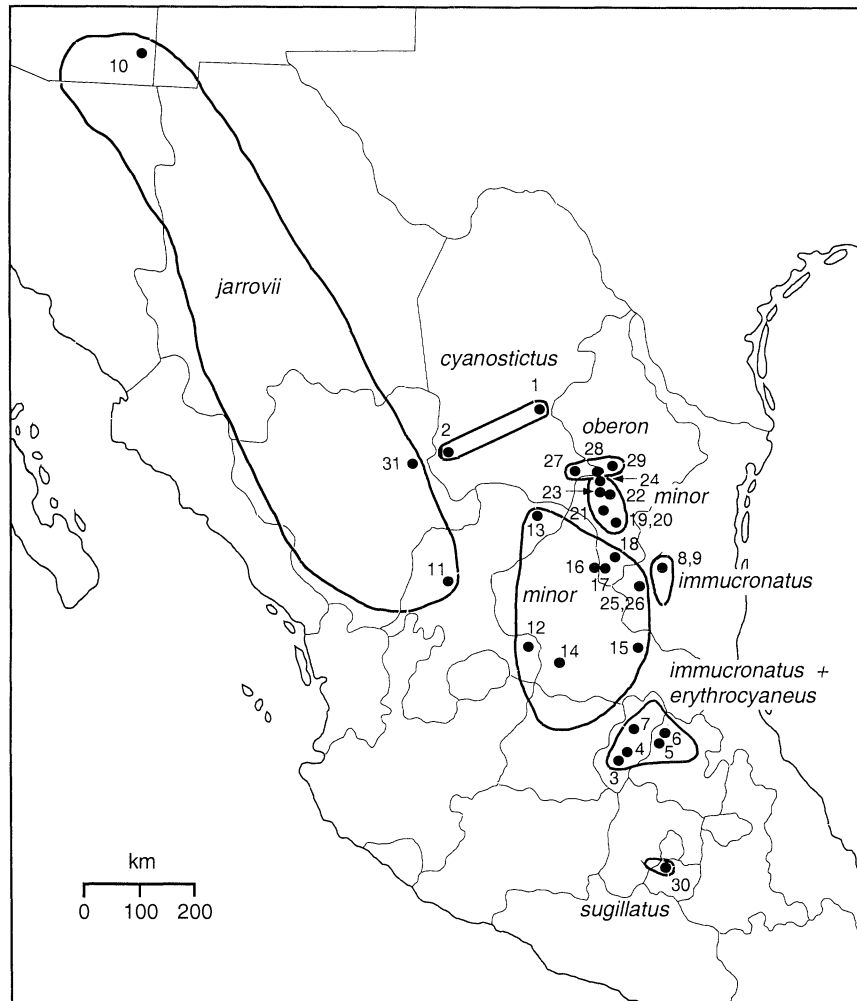 10
jarrovii
cyanostictus
1
2
oberon
31
27
28
29
24
23
22
minor
21
19,20
13
18
16
17
8,9
immucronatus
11
minor
25,26
12
14
15
immucronatus +
erythrocyaneus
7
6
4
5
3
km
0 100 200
30
sugillatus